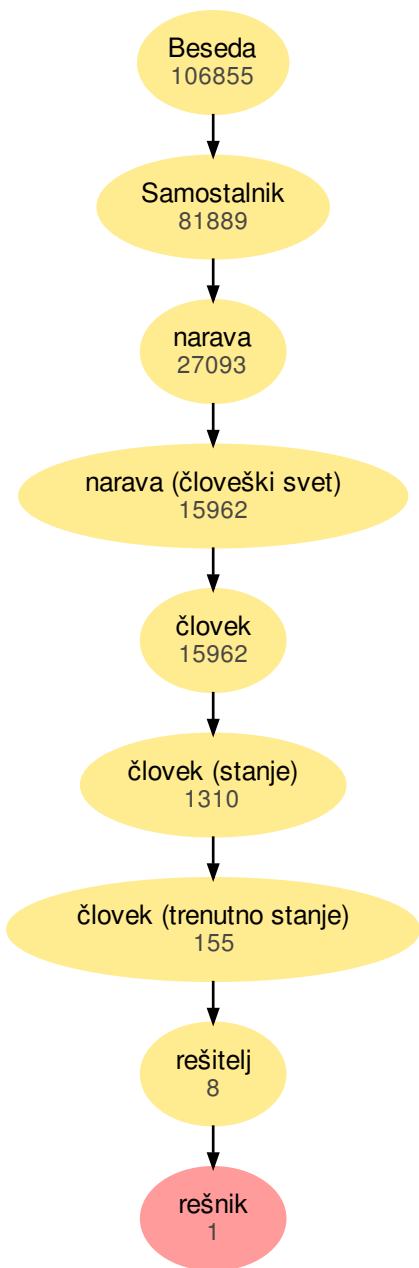 Beseda
106855
Samostalnik
81889
narava
27093
narava (človeški svet)
15962
človek
15962
človek (stanje)
1310
človek (trenutno stanje)
155
rešitelj
8
rešnik
1